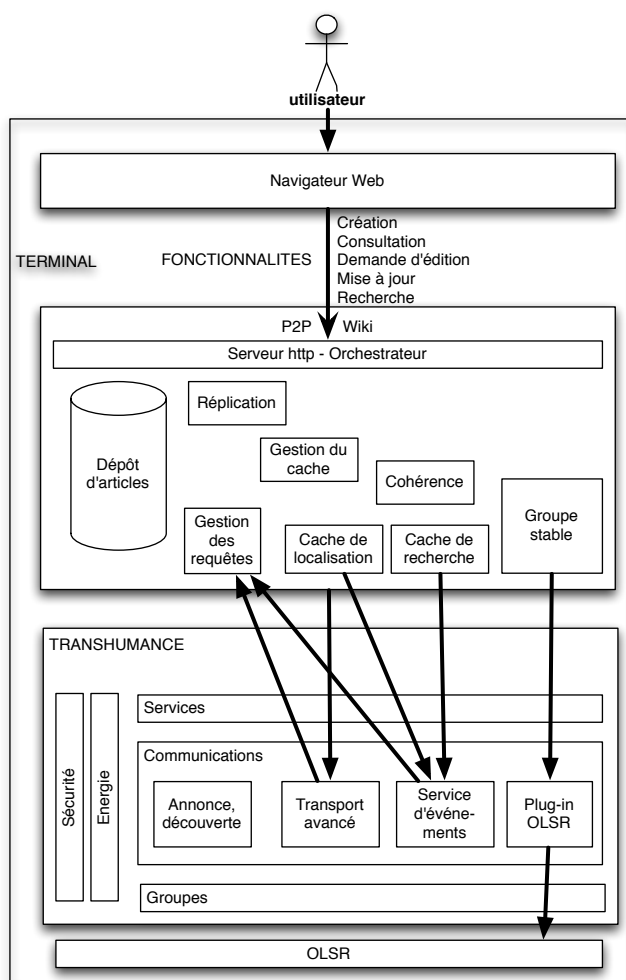 utilisateur
Navigateur Web
TERMINAL
FONCTIONNALITES
Création
Consultation
Demande d'édition
Mise à jour
Recherche
P2P Wiki
Serveur http - Orchestrateur
Dépôt
d'articles
Réplication
Gestion du
cache
Cohérence
Groupe
stable
Gestion
des
requêtes
Cache de
localisation
Cache de
recherche
TRANSHUMANCE
Sécurité
Energie
Services
Communications
Annonce,
découverte
Transport
avancé
Service
d'événe-
ments
Plug-in
OLSR
Groupes
OLSR